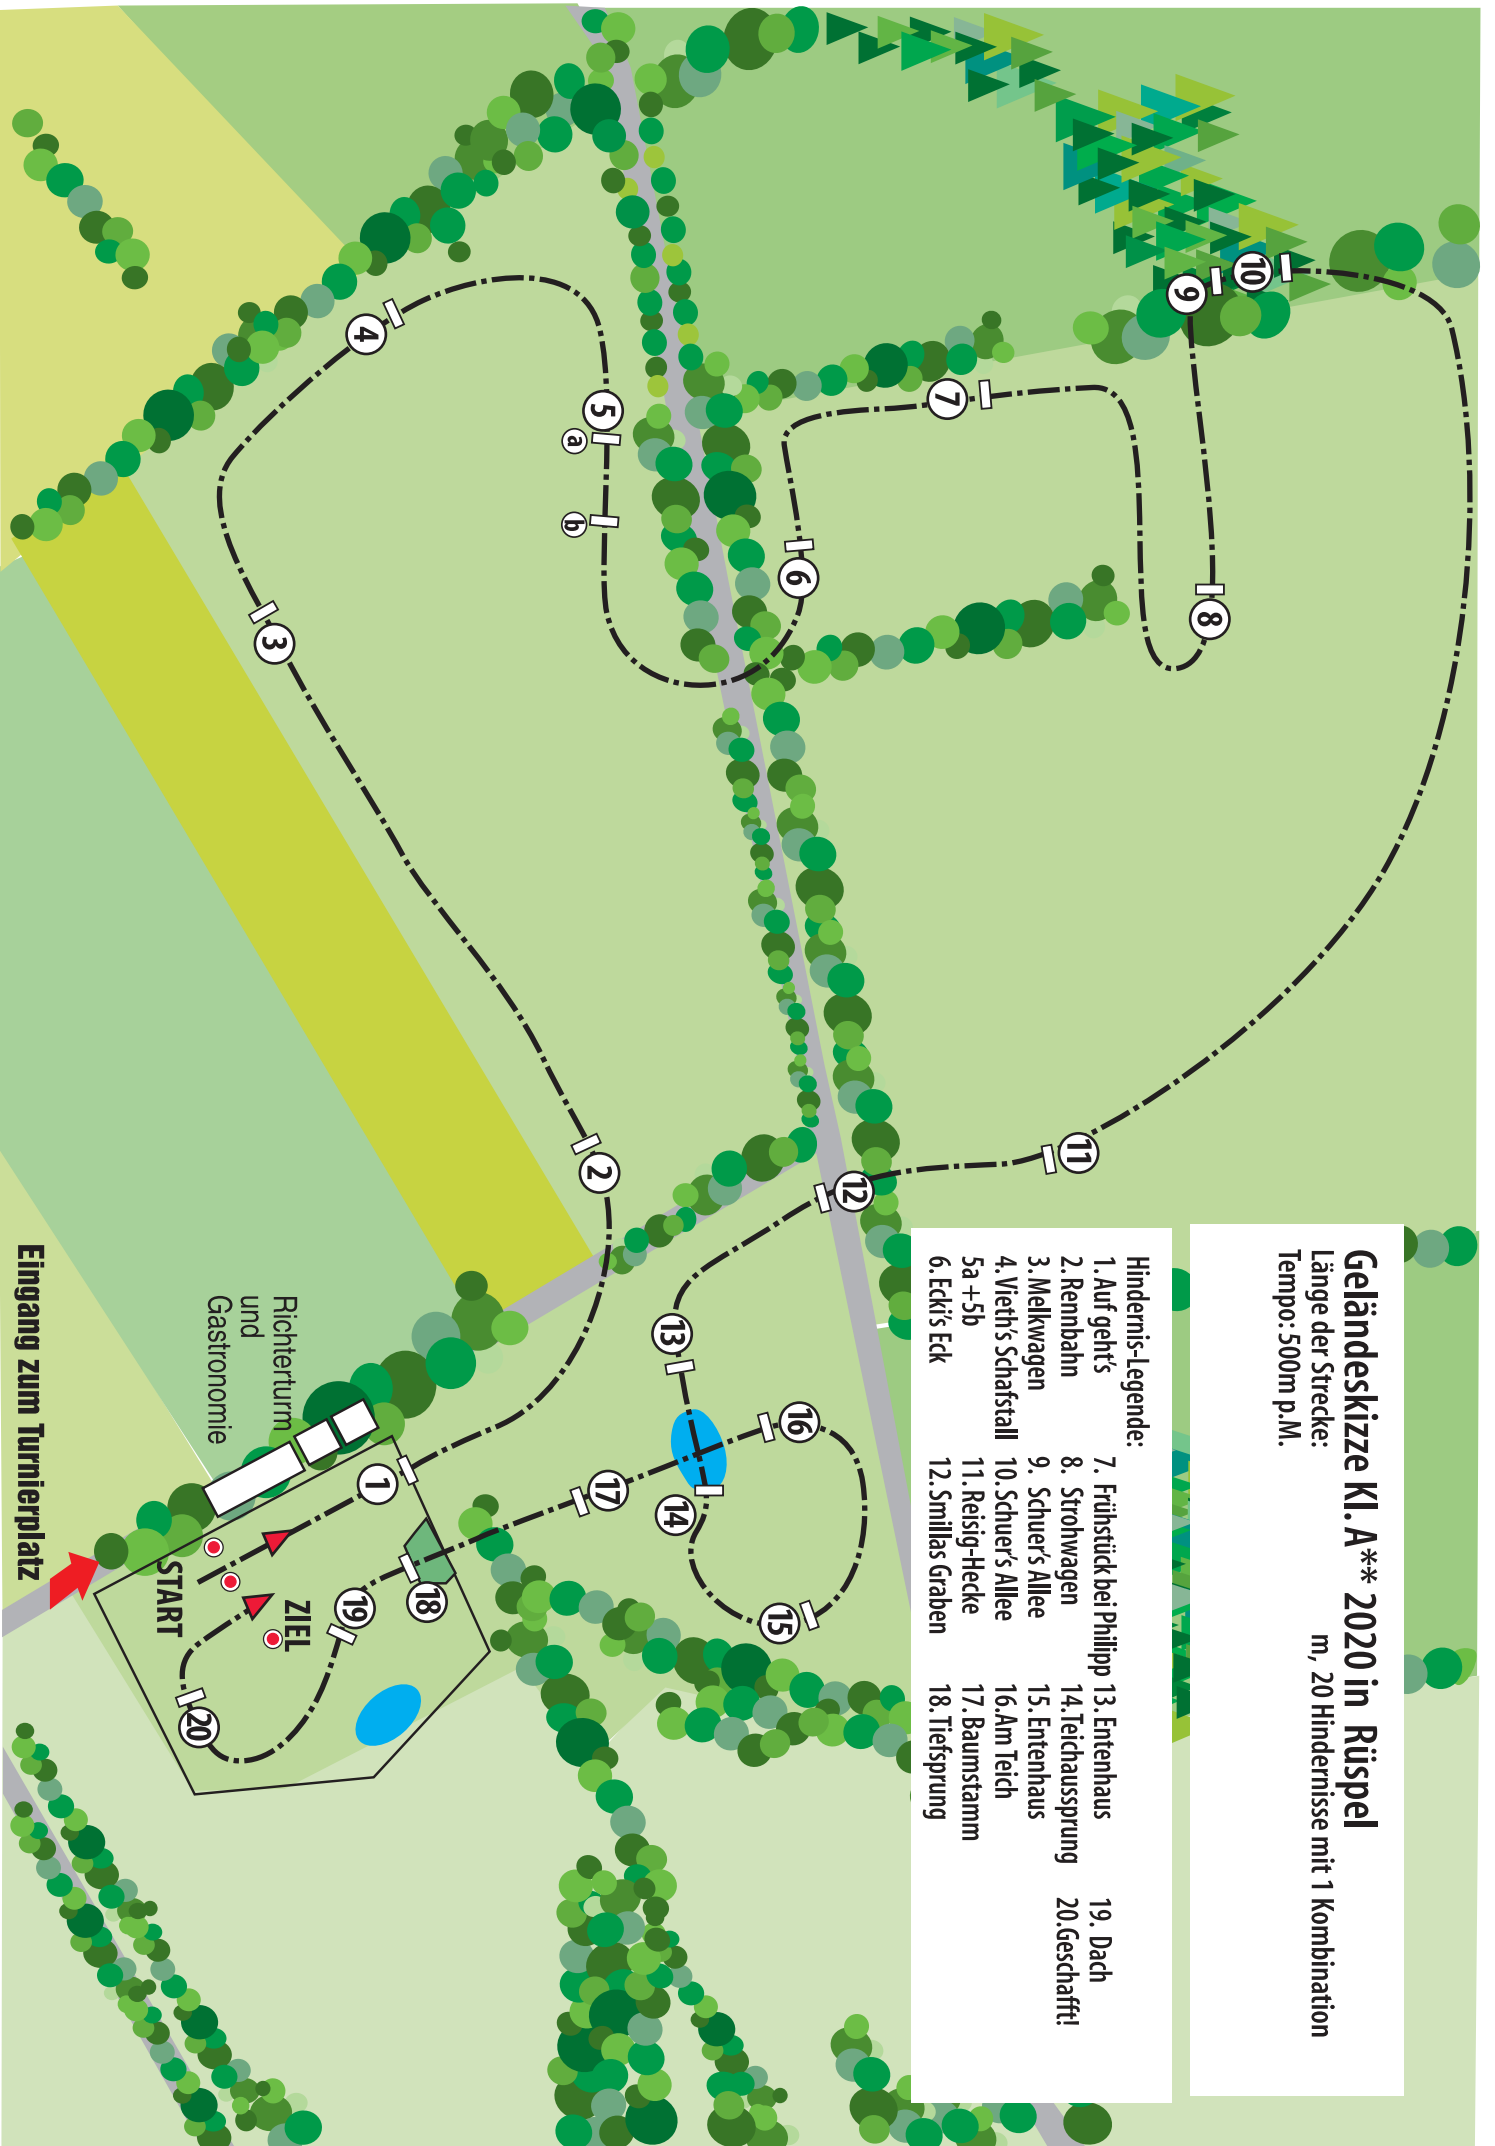 Geländeskizze Kl. A** 2020 in Rüspel
Länge der Strecke: m, 20 Hindernisse mit 1 Kombination
Tempo: 500m p.M.
Hindernis-Legende:
1. Auf geht's
2. Rennbahn
3. Melkwagen
4. Vieth's Schafstall
5a +5b
6. Ecki's Eck
7. Frühstück bei Philipp
8. Strohwagen
9. Schuer's Allee
10. Schuer's Allee
11. Reisig-Hecke
12. Smillas Graben
13. Entenhaus
14. Teichaussprung
15. Entenhaus
16. Am Teich
17. Baumstamm
18. Tiefsprung
19. Dach
20. Geschafft!
10
9
8
7
11
6
12
5
a
b
4
3
2
13
16
14
17
15
1
18
19
20
START
ZIEL
Richterturm
und
Gastronomie
Eingang zum Turnierplatz